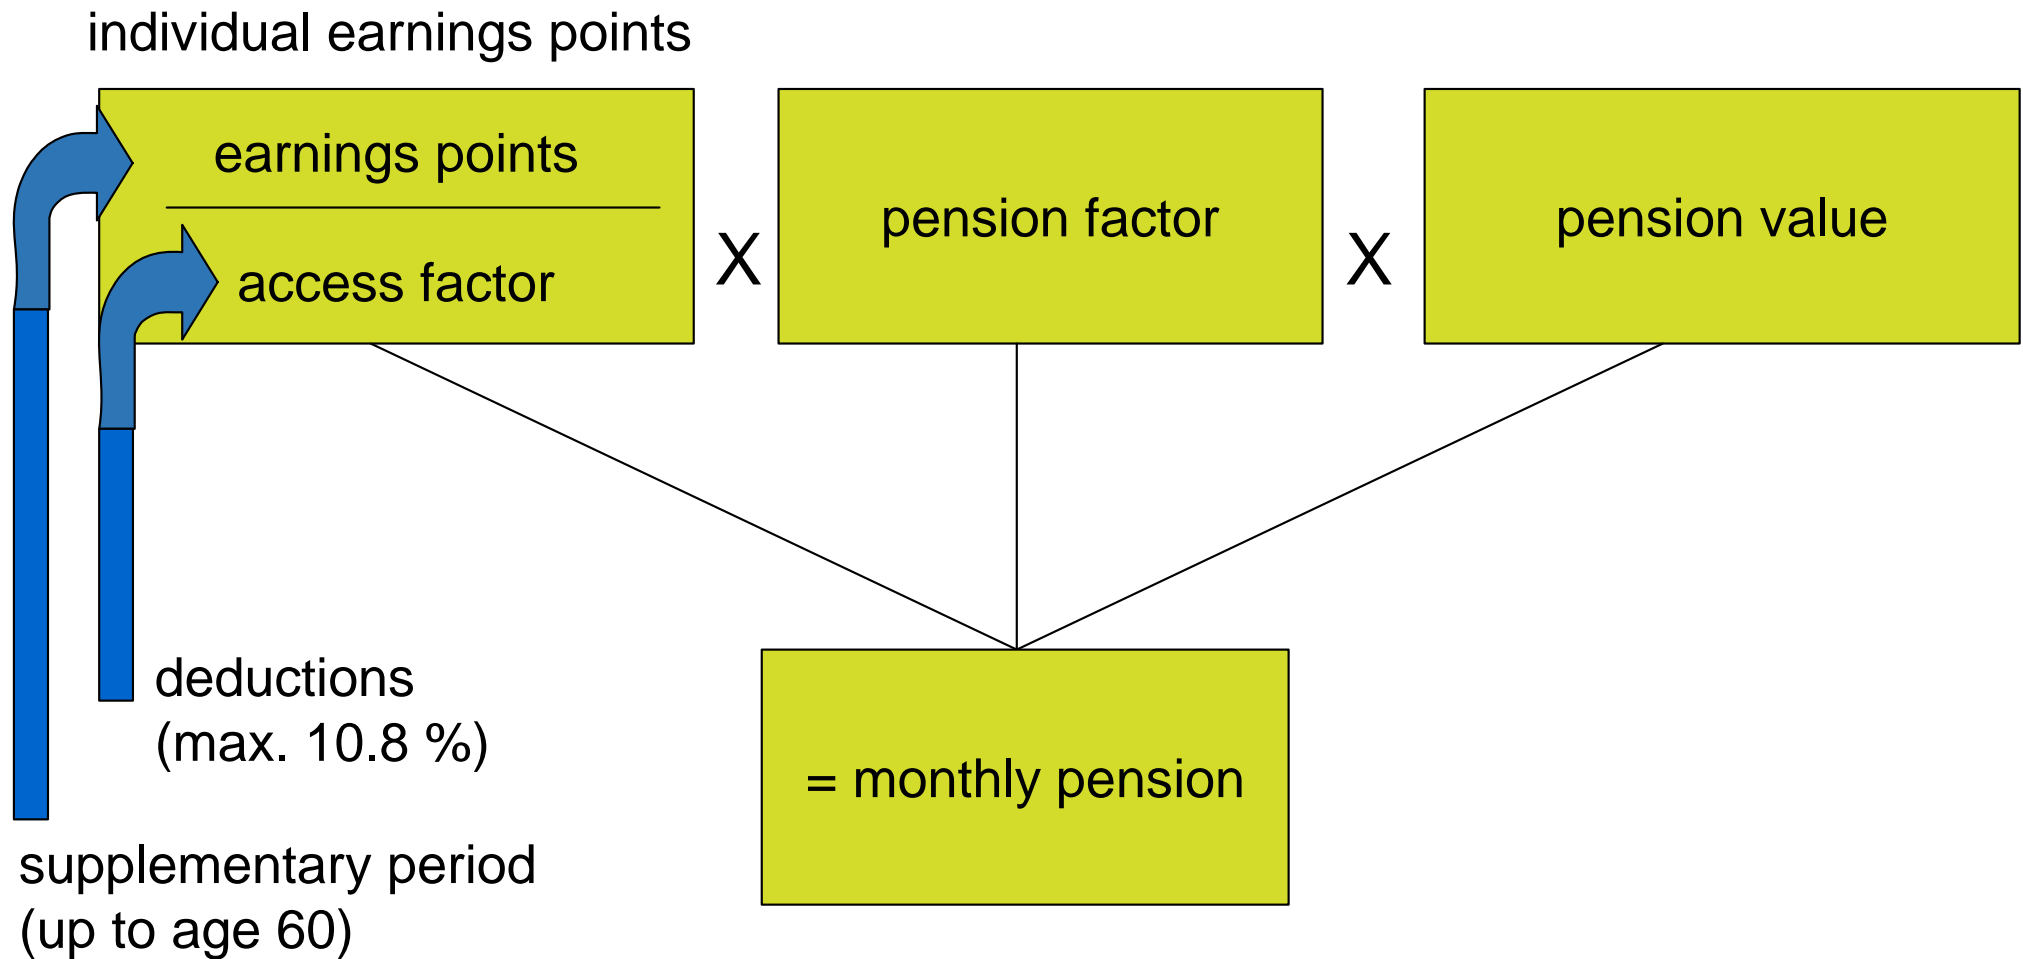 individual earnings points
earnings points
access factor
X
pension factor
X
pension value
deductions
(max. 10.8 %)
= monthly pension
supplementary period
(up to age 60)